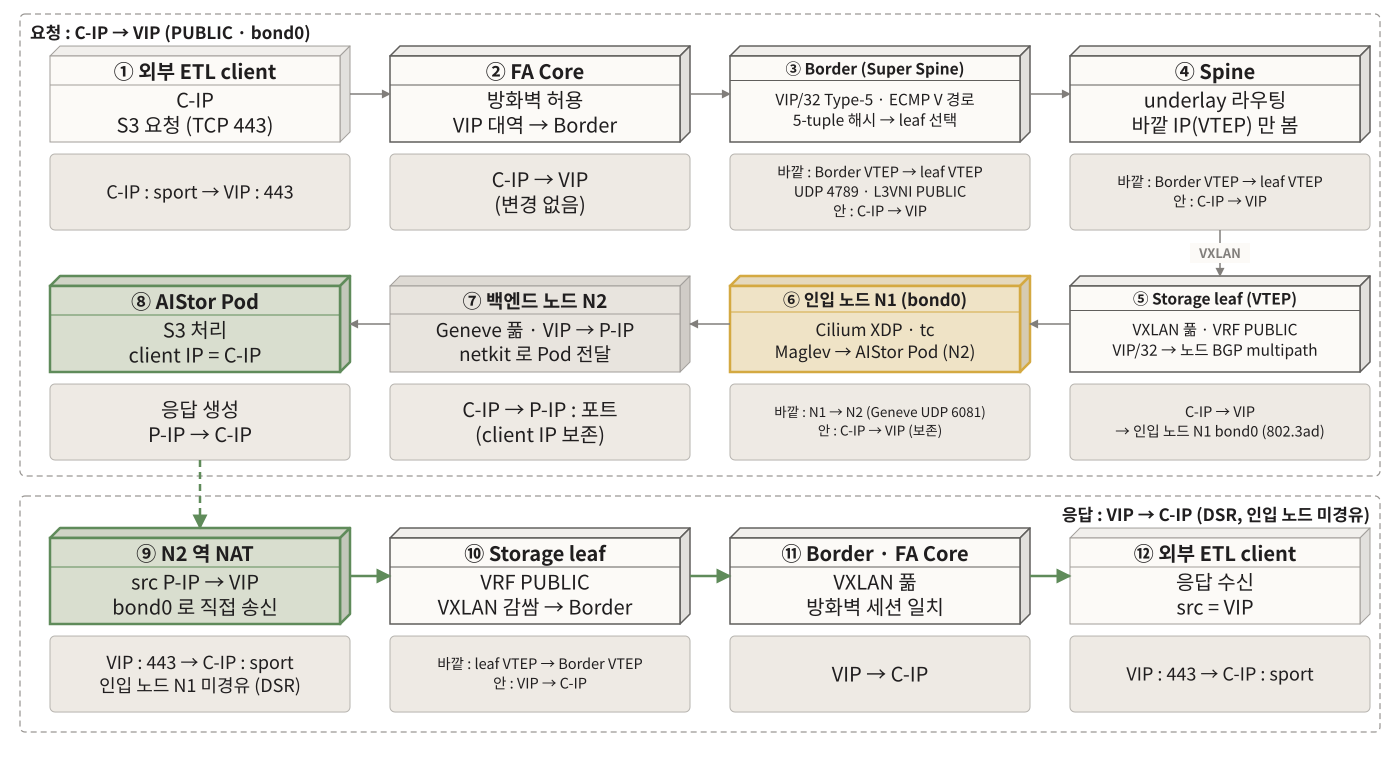 요청 : C-IP → VIP (PUBLIC · bond0)
① 외부 ETL client
C-IP
S3 요청 (TCP 443)
C-IP : sport → VIP : 443
② FA Core
방화벽 허용
VIP 대역 → Border
C-IP → VIP
(변경 없음)
③ Border (Super Spine)
VIP/32 Type-5 · ECMP V 경로
5-tuple 해시 → leaf 선택
바깥 : Border VTEP → leaf VTEP
UDP 4789 · L3VNI PUBLIC
안 : C-IP → VIP
④ Spine
underlay 라우팅
바깥 IP(VTEP) 만 봄
바깥 : Border VTEP → leaf VTEP
안 : C-IP → VIP
VXLAN
⑤ Storage leaf (VTEP)
VXLAN 풂 · VRF PUBLIC
VIP/32 → 노드 BGP multipath
C-IP → VIP
→ 인입 노드 N1 bond0 (802.3ad)
⑥ 인입 노드 N1 (bond0)
Cilium XDP · tc
Maglev → AIStor Pod (N2)
바깥 : N1 → N2 (Geneve UDP 6081)
안 : C-IP → VIP (보존)
⑦ 백엔드 노드 N2
Geneve 풂 · VIP → P-IP
netkit 로 Pod 전달
C-IP → P-IP : 포트
(client IP 보존)
⑧ AIStor Pod
S3 처리
client IP = C-IP
응답 생성
P-IP → C-IP
응답 : VIP → C-IP (DSR, 인입 노드 미경유)
⑨ N2 역 NAT
src P-IP → VIP
bond0 로 직접 송신
VIP : 443 → C-IP : sport
인입 노드 N1 미경유 (DSR)
⑩ Storage leaf
VRF PUBLIC
VXLAN 감쌈 → Border
바깥 : leaf VTEP → Border VTEP
안 : VIP → C-IP
⑪ Border · FA Core
VXLAN 풂
방화벽 세션 일치
VIP → C-IP
⑫ 외부 ETL client
응답 수신
src = VIP
VIP : 443 → C-IP : sport